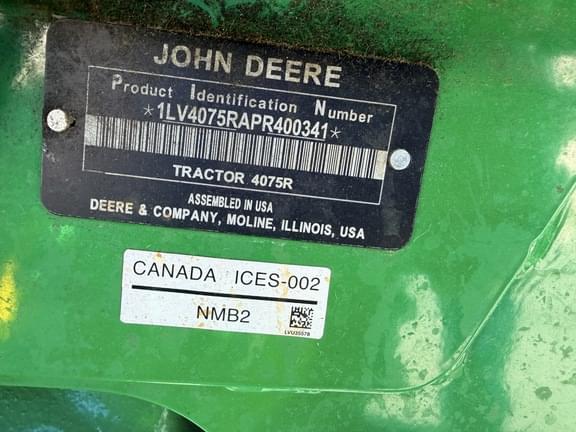 JOHN DEERE
Product Identification Number
*1LV4075RAPR400341*
TRACTOR 4075R
ASSEMBLED IN USA
DEERE & COMPANY, MOLINE, ILLINOIS, USA
CANADA ICES-002
NMB2
LVU35578